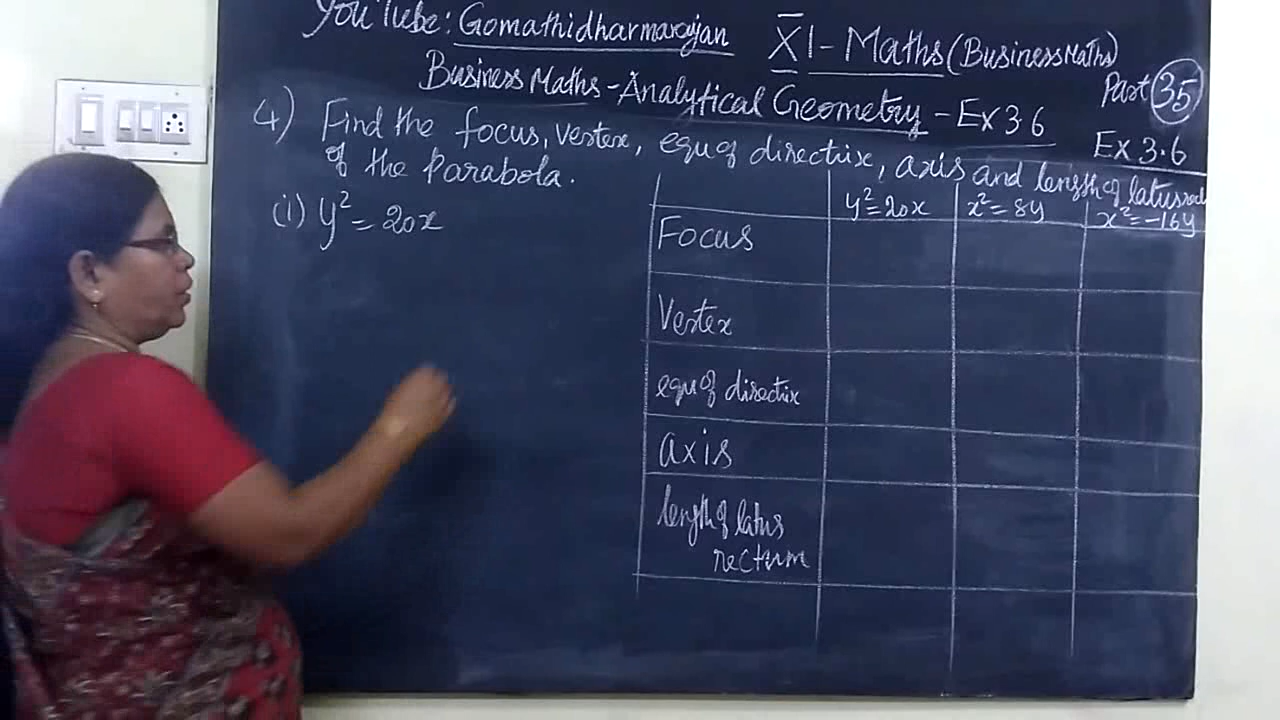 YouTube: Gomathidharmarajan XI - Maths (Business Maths)
Business Maths - Analytical Geometry - Ex 3.6 Part 35
Ex 3.6
4) Find the focus, vertex, equ of directrix, axis and length of latus rectum
of the parabola.
(i) y² = 20x
y² = 20x x² = 8y x² = -16y
Focus
Vertex
equ of directrix
axis
length of latus
rectum